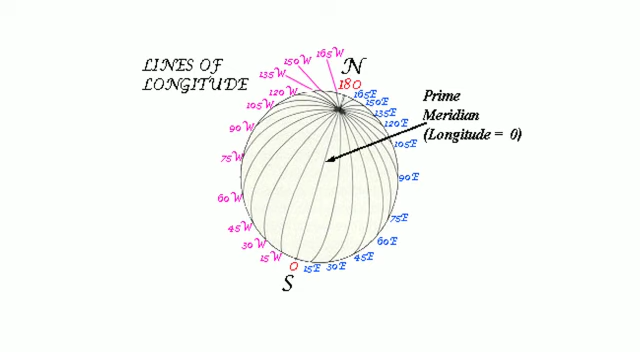 LINES OF
LONGITUDE
165W
150W
135W
120W
105W
90W
75W
60W
45W
30W
15W
N
180
165E
150E
135E
120E
105E
90E
75E
60E
45E
30E
15E
0
S
Prime
Meridian
(Longitude = 0)